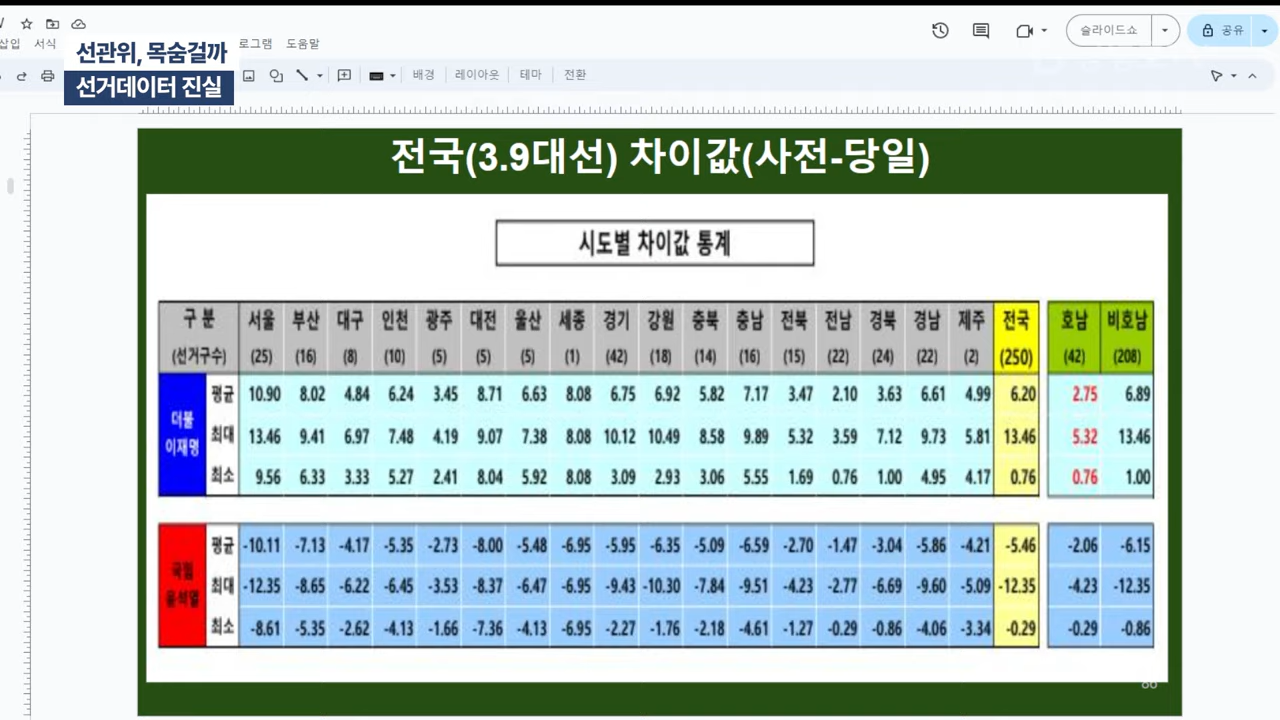 삽입 서식
선관위, 목숨걸까
선거데이터 진실
로그램 도움말
슬라이드쇼
공유
배경 레이아웃 테마 전환
전국(3.9대선) 차이값(사전-당일)
시도별 차이값 통계
구 분 서울 부산 대구 인천 광주 대전 울산 세종 경기 강원 충북 충남 전북 전남 경북 경남 제주 전국 호남 비호남
(선거구수) (25) (16) (8) (10) (5) (5) (5) (1) (42) (18) (14) (16) (15) (22) (24) (22) (2) (250) (42) (208)
더불 이재명
평균 10.90 8.02 4.84 6.24 3.45 8.71 6.63 8.08 6.75 6.92 5.82 7.17 3.47 2.10 3.63 6.61 4.99 6.20 2.75 6.89
최대 13.46 9.41 6.97 7.48 4.19 9.07 7.38 8.08 10.12 10.49 8.58 9.89 5.32 3.59 7.12 9.73 5.81 13.46 5.32 13.46
최소 9.56 6.33 3.33 5.27 2.41 8.04 5.92 8.08 3.09 2.93 3.06 5.55 1.69 0.76 1.00 4.95 4.17 0.76 0.76 1.00
국힘 윤석열
평균 -10.11 -7.13 -4.17 -5.35 -2.73 -8.00 -5.48 -6.95 -5.95 -6.35 -5.09 -6.59 -2.70 -1.47 -3.04 -5.86 -4.21 -5.46 -2.06 -6.15
최대 -12.35 -8.65 -6.22 -6.45 -3.53 -8.37 -6.47 -6.95 -9.43 -10.30 -7.84 -9.51 -4.23 -2.77 -6.69 -9.60 -5.09 -12.35 -4.23 -12.35
최소 -8.61 -5.35 -2.62 -4.13 -1.66 -7.36 -4.13 -6.95 -2.27 -1.76 -2.18 -4.61 -1.27 -0.29 -0.86 -4.06 -3.34 -0.29 -0.29 -0.86